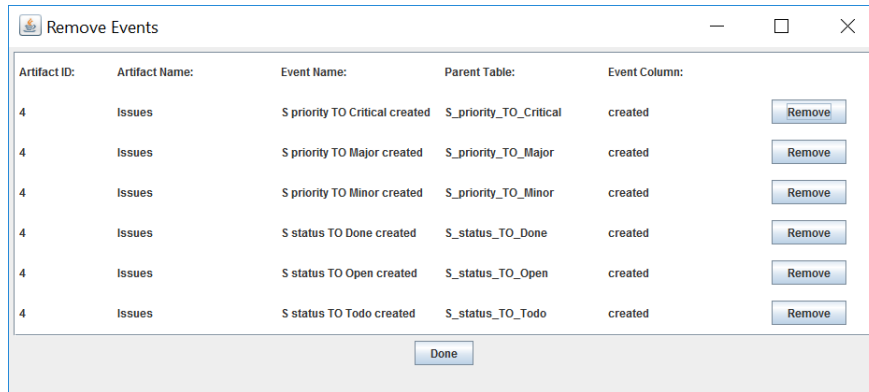 Remove Events
Artifact ID: Artifact Name: Event Name: Parent Table: Event Column:
4 Issues S priority TO Critical created S_priority_TO_Critical created Remove
4 Issues S priority TO Major created S_priority_TO_Major created Remove
4 Issues S priority TO Minor created S_priority_TO_Minor created Remove
4 Issues S status TO Done created S_status_TO_Done created Remove
4 Issues S status TO Open created S_status_TO_Open created Remove
4 Issues S status TO Todo created S_status_TO_Todo created Remove
Done